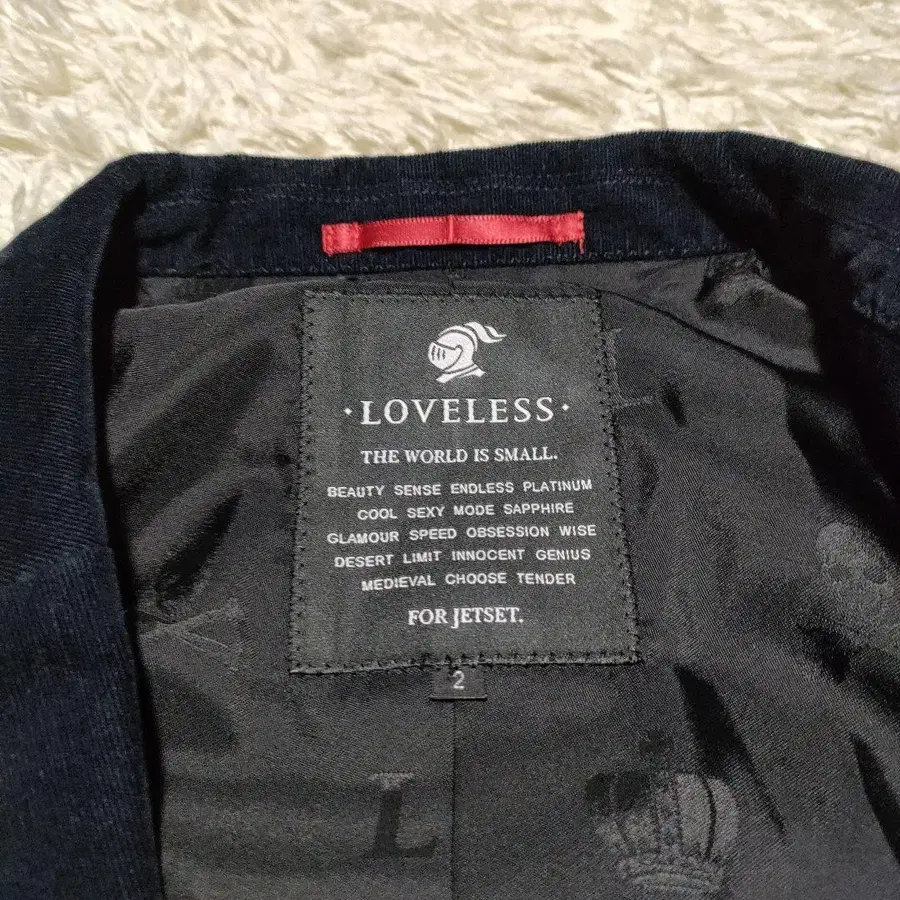 · LOVELESS ·
THE WORLD IS SMALL.
BEAUTY SENSE ENDLESS PLATINUM
COOL SEXY MODE SAPPHIRE
GLAMOUR SPEED OBSESSION WISE
DESERT LIMIT INNOCENT GENIUS
MEDIEVAL CHOOSE TENDER
FOR JETSET.
2
L